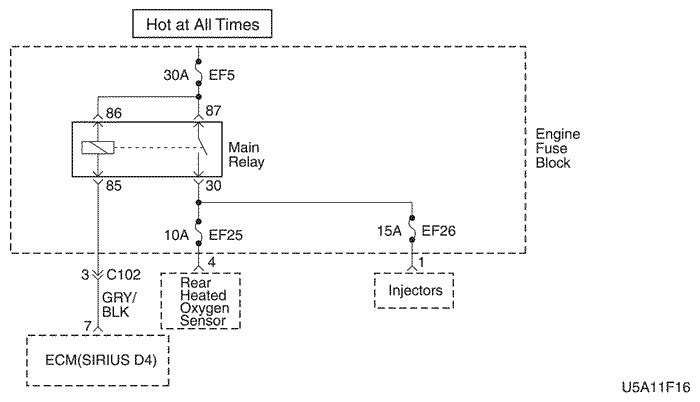 Hot at All Times
30A EF5
86 87
Main
Relay
Engine
Fuse
Block
85 30
10A EF25
15A EF26
3 C102
4
1
GRY/
BLK
Rear
Heated
Oxygen
Sensor
Injectors
7
ECM(SIRIUS D4)
U5A11F16